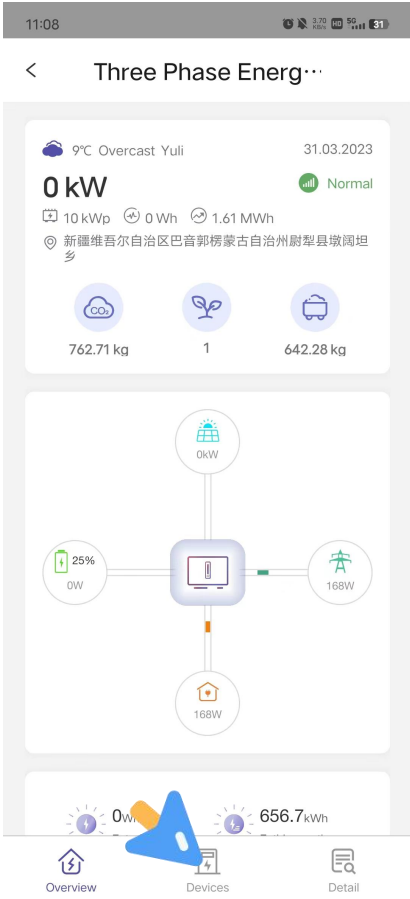 11:08
3.70 KB/s HD 5G 31
Three Phase Energ···
9℃ Overcast Yuli
31.03.2023
0 kW
Normal
10 kWp 0 Wh 1.61 MWh
新疆维吾尔自治区巴音郭楞蒙古自治州尉犁县墩阔坦
乡
CO₂
762.71 kg
1
642.28 kg
0kW
25%
0W
168W
168W
656.7kWh
Overview
Devices
Detail